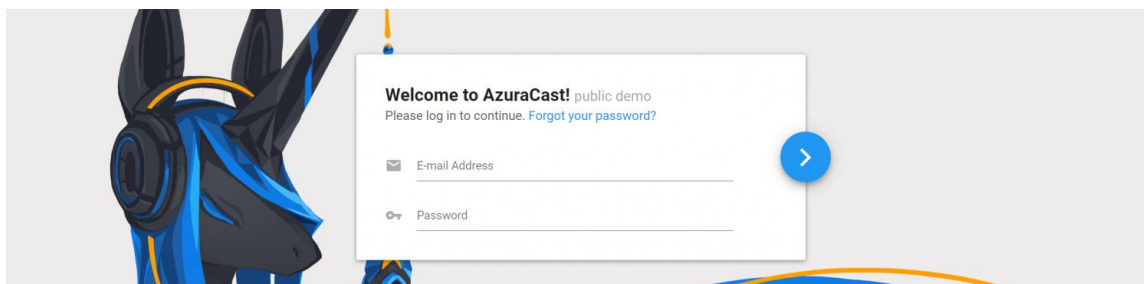 Welcome to AzuraCast! public demo
Please log in to continue. Forgot your password?
E-mail Address
Password